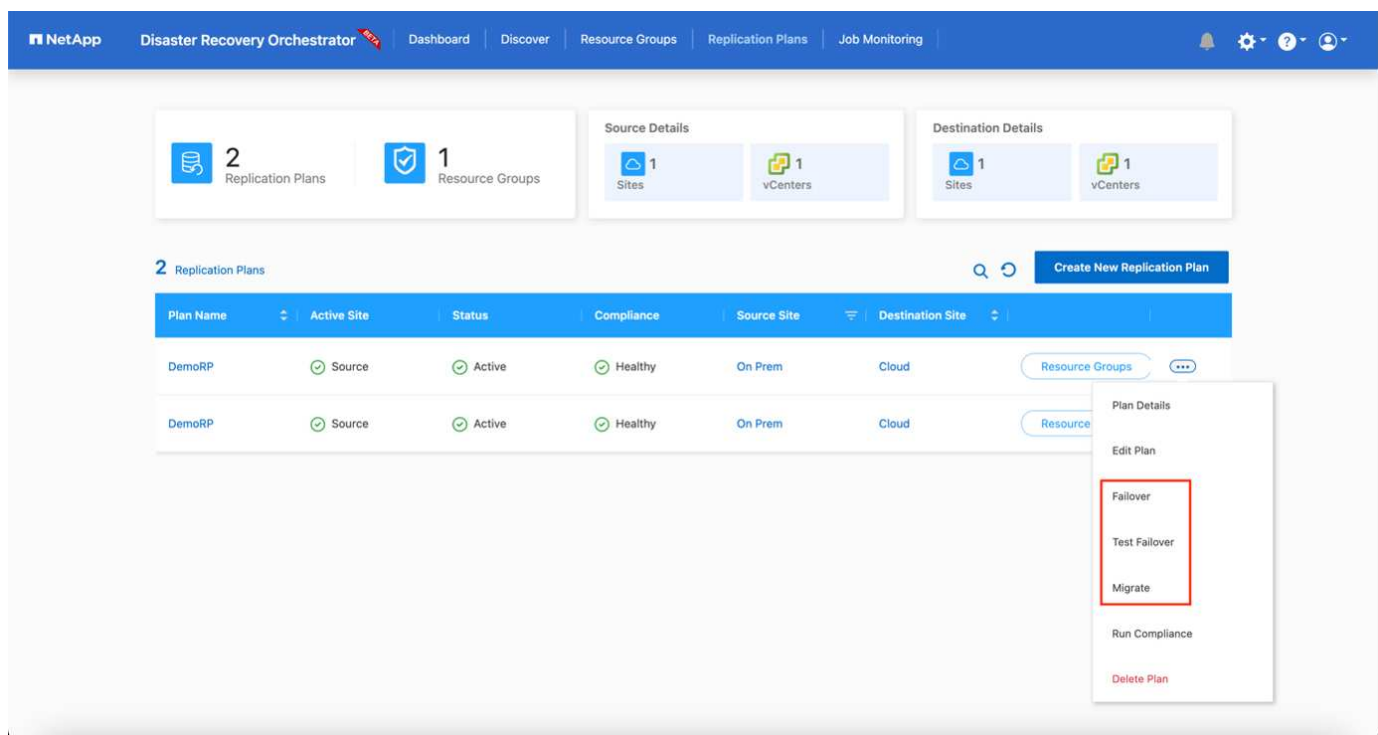 NetApp Disaster Recovery Orchestrator BETA Dashboard Discover Resource Groups Replication Plans Job Monitoring
Source Details Destination Details
2 Replication Plans 1 Resource Groups 1 Sites 1 vCenters 1 Sites 1 vCenters
2 Replication Plans Create New Replication Plan
Plan Name Active Site Status Compliance Source Site Destination Site
DemoRP Source Active Healthy On Prem Cloud Resource Groups
Plan Details
DemoRP Source Active Healthy On Prem Cloud Resource
Edit Plan
Failover
Test Failover
Migrate
Run Compliance
Delete Plan